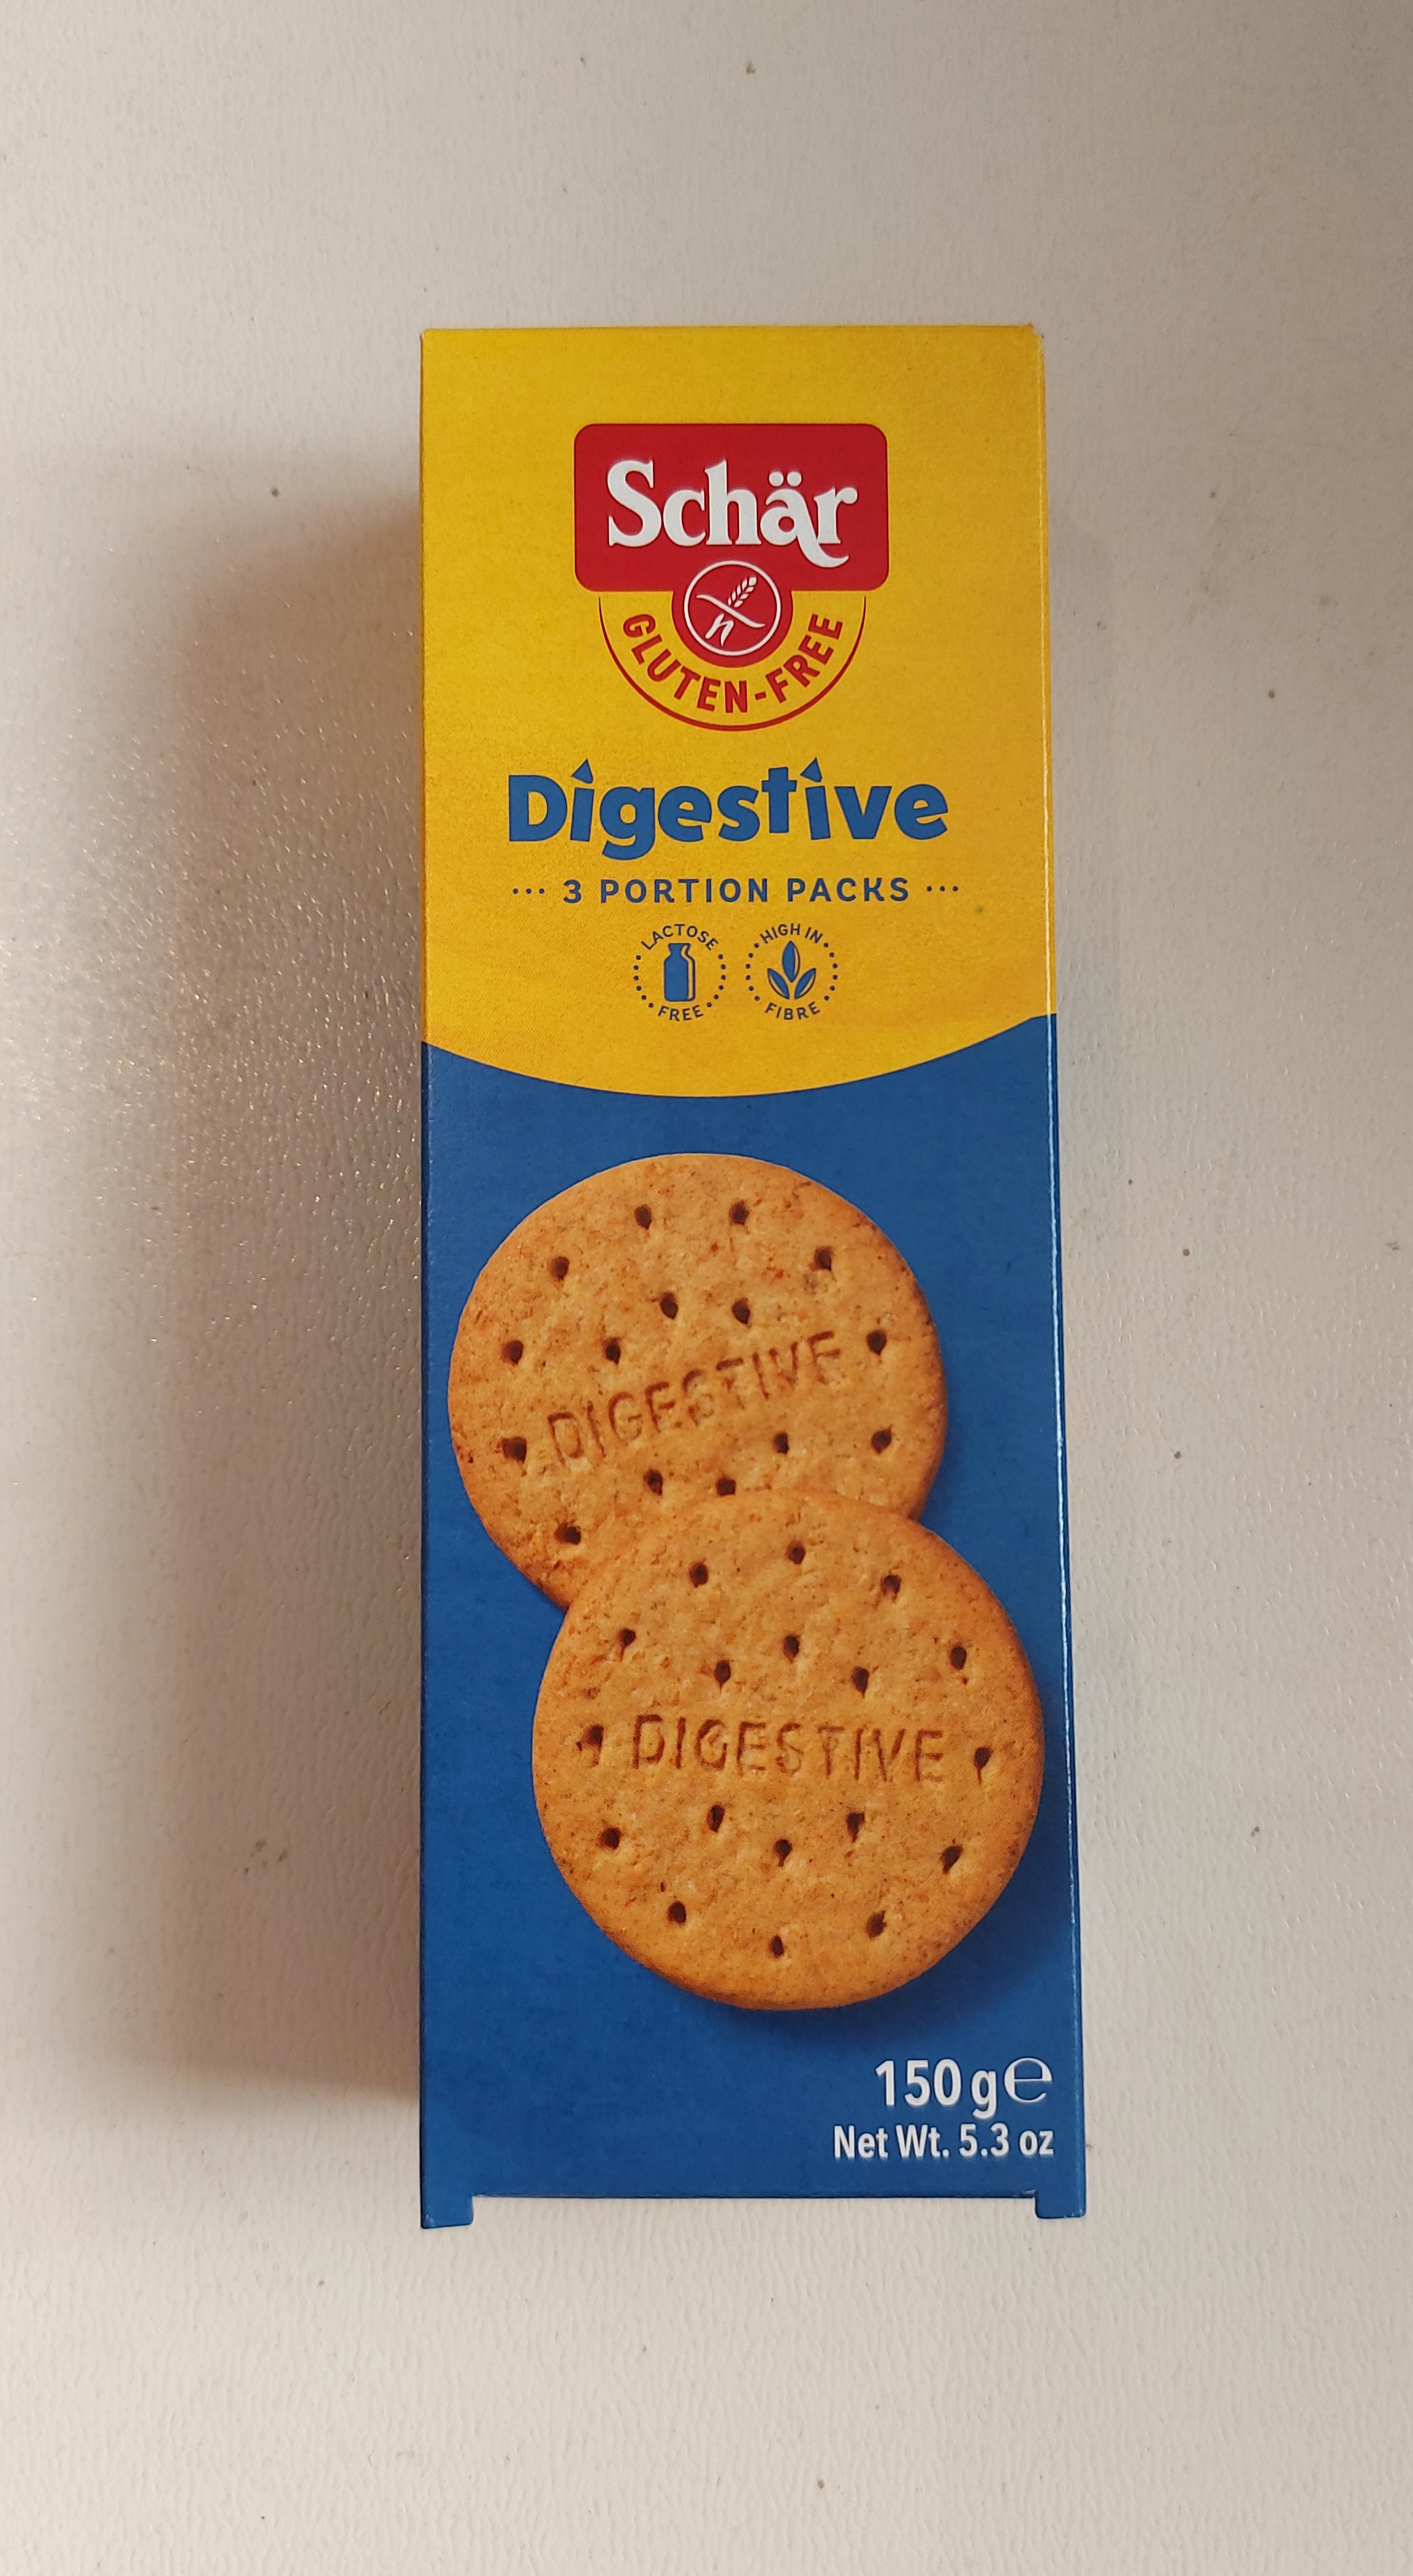 Schär
GLUTEN-FREE
Digestive
··· 3 PORTION PACKS ···
LACTOSE
FREE
HIGH IN
FIBRE
DIGESTIVE
DIGESTIVE
150 g e
Net Wt. 5.3 oz